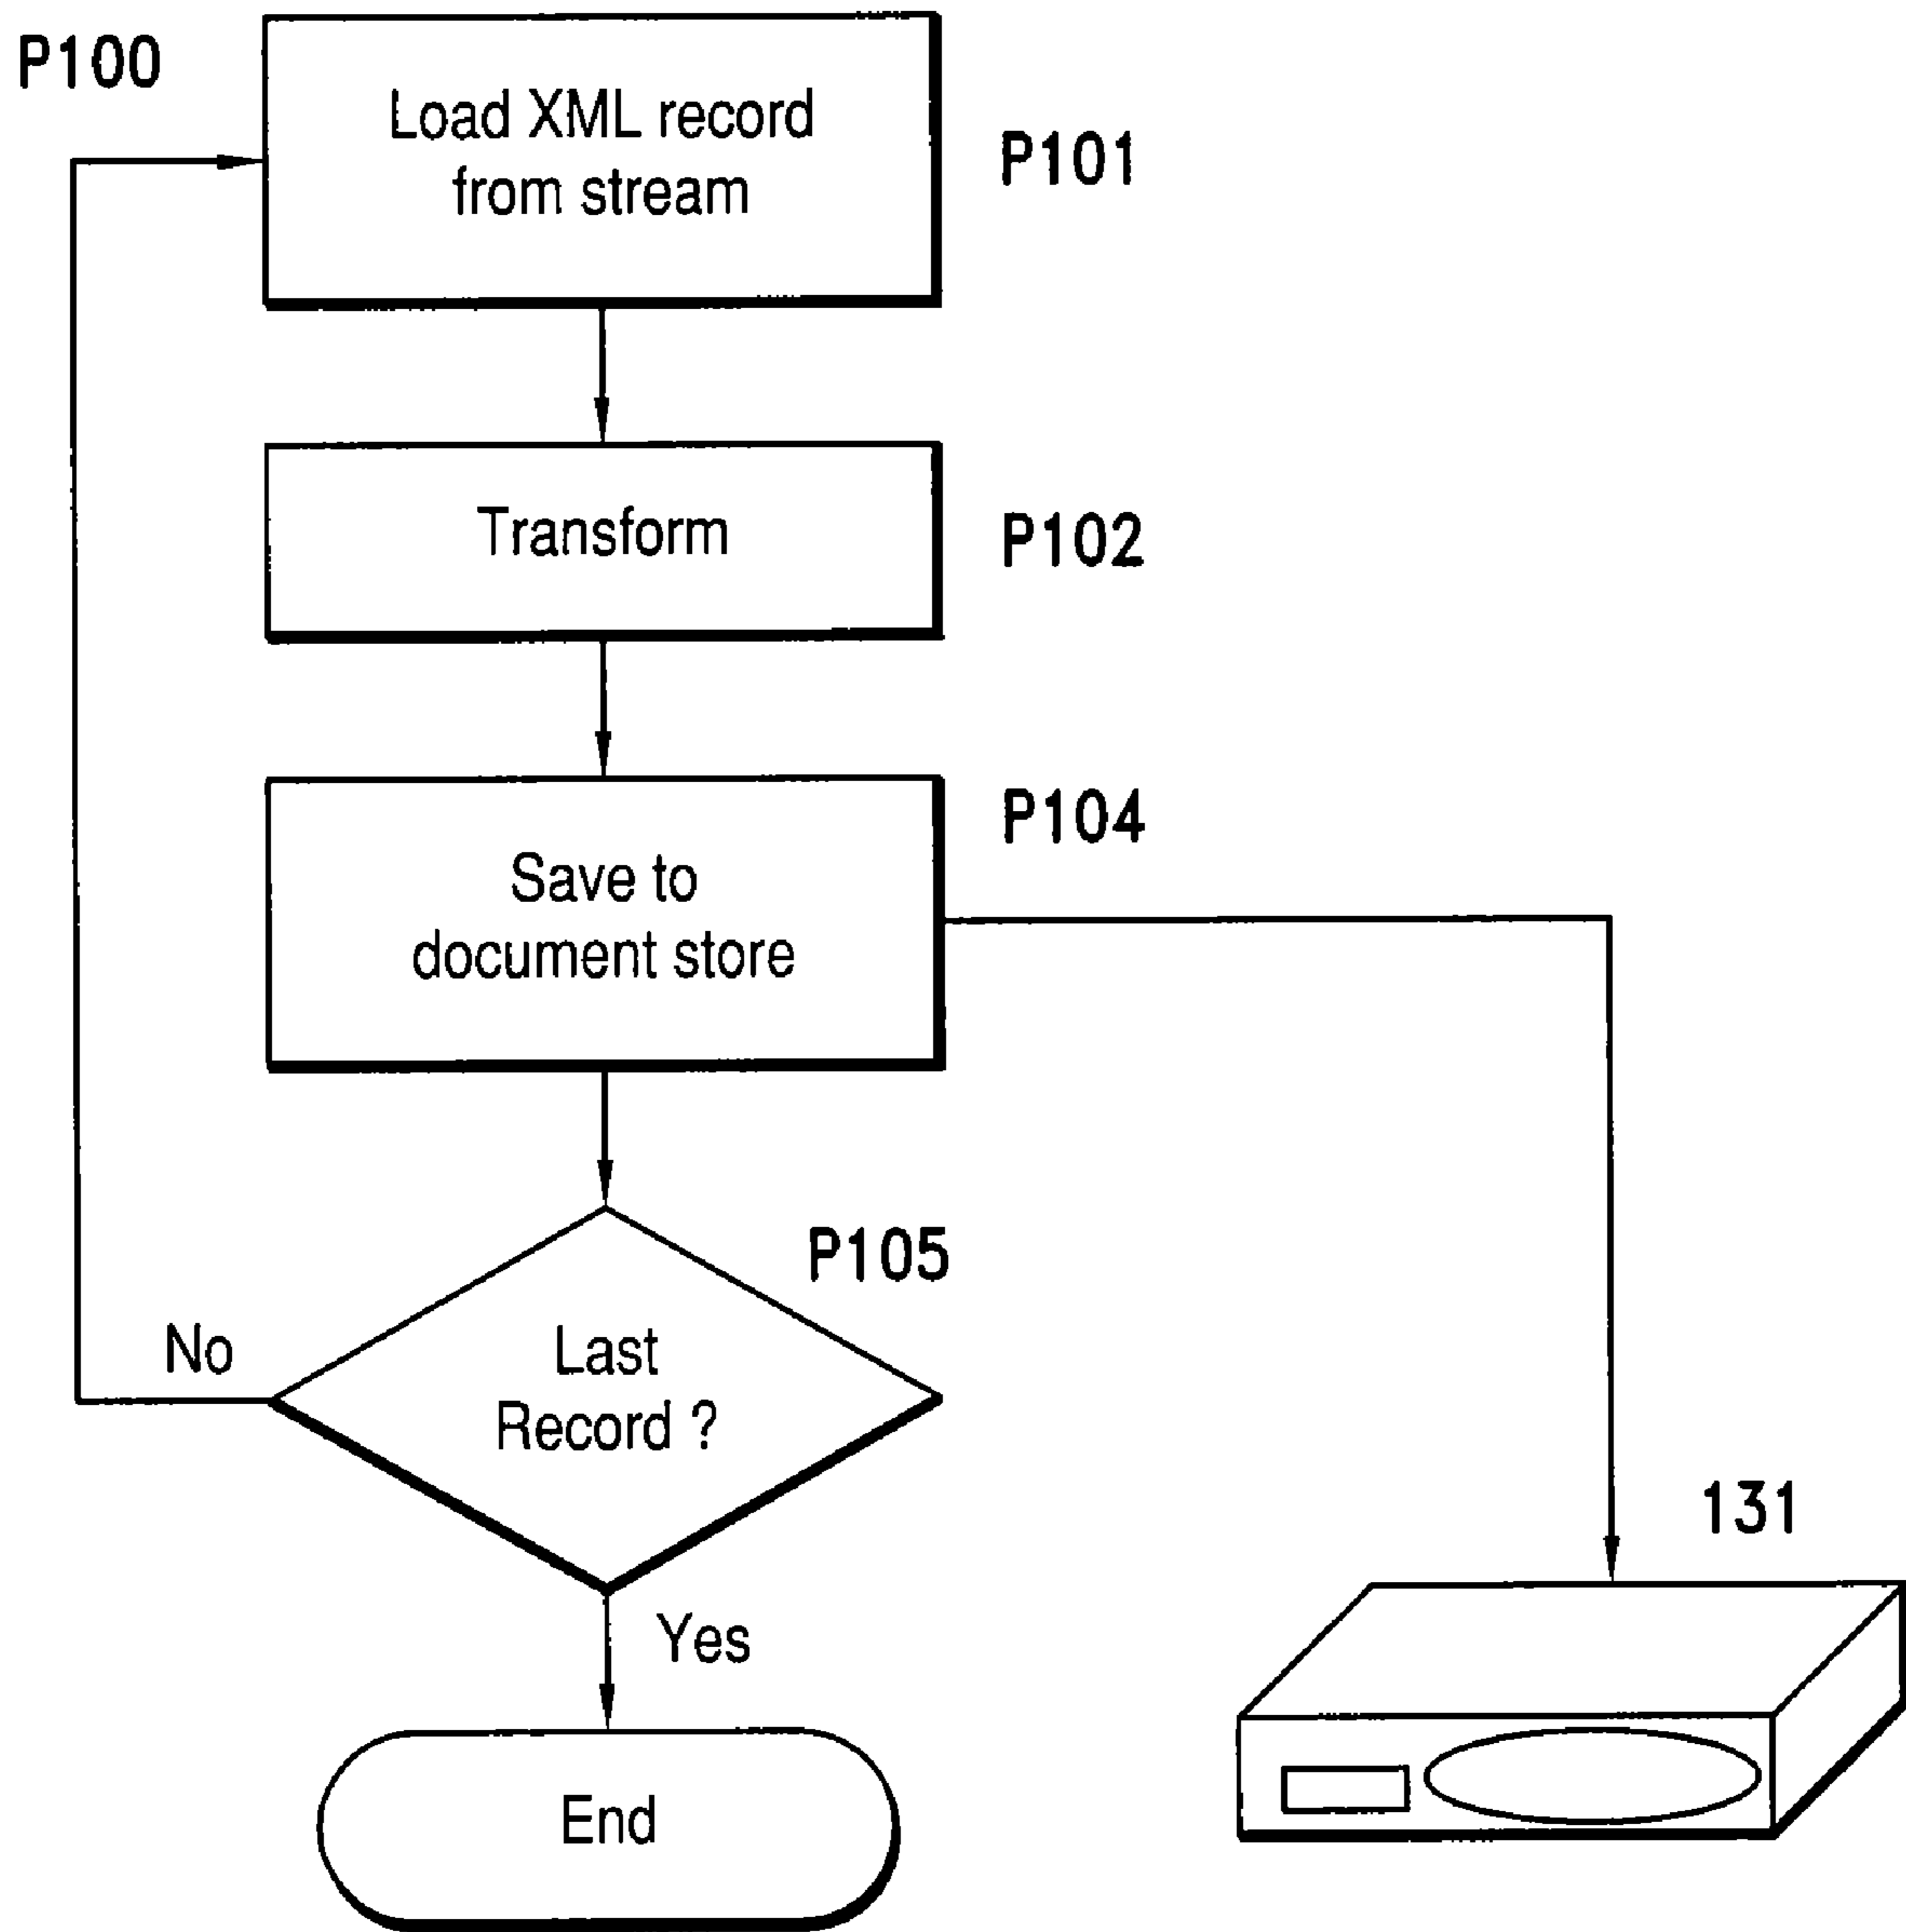 P100
Load XML record
from stream
P101
Transform
P102
P104
Save to
document store
P105
No
Last
Record ?
131
Yes
End